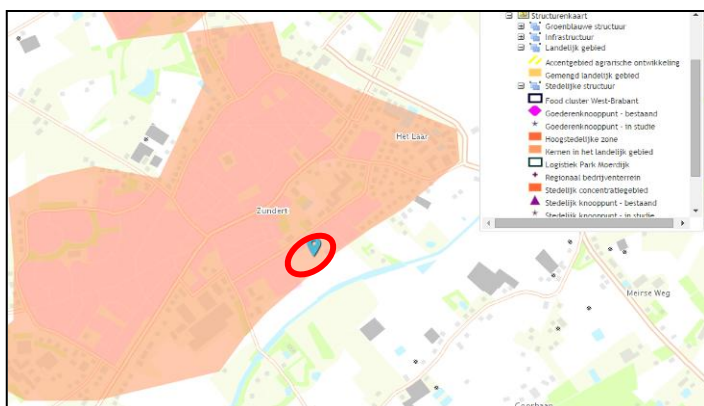 Structurenkaart
Groenblauwe structuur
Infrastructuur
Landelijk gebied
Accentgebied agrarische ontwikkeling
Gemengd landelijk gebied
Stedelijke structuur
Food cluster West-Brabant
Goederenknooppunt - bestaand
Goederenknooppunt - in studie
Hoogstedelijke zone
Kernen in het landelijk gebied
Logistiek Park Moerdijk
Regionaal bedrijventerrein
Stedelijk concentratiegebied
Stedelijk knooppunt - bestaand
Stedelijk knooppunt - in studie
Het Laar
Zundert
Meirse Weg